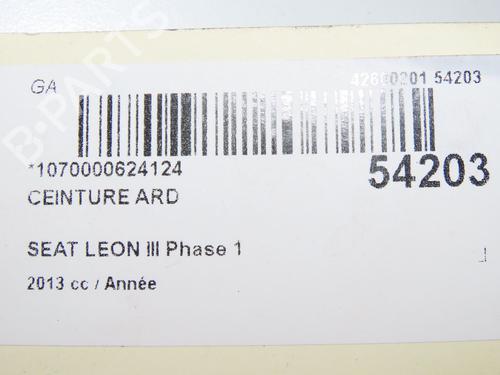 B-PARTS
GA
42600201 54203
*1070000624124
54203
CEINTURE ARD
SEAT LEON III Phase 1
2013 cc / Année